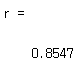 r =
0.8547